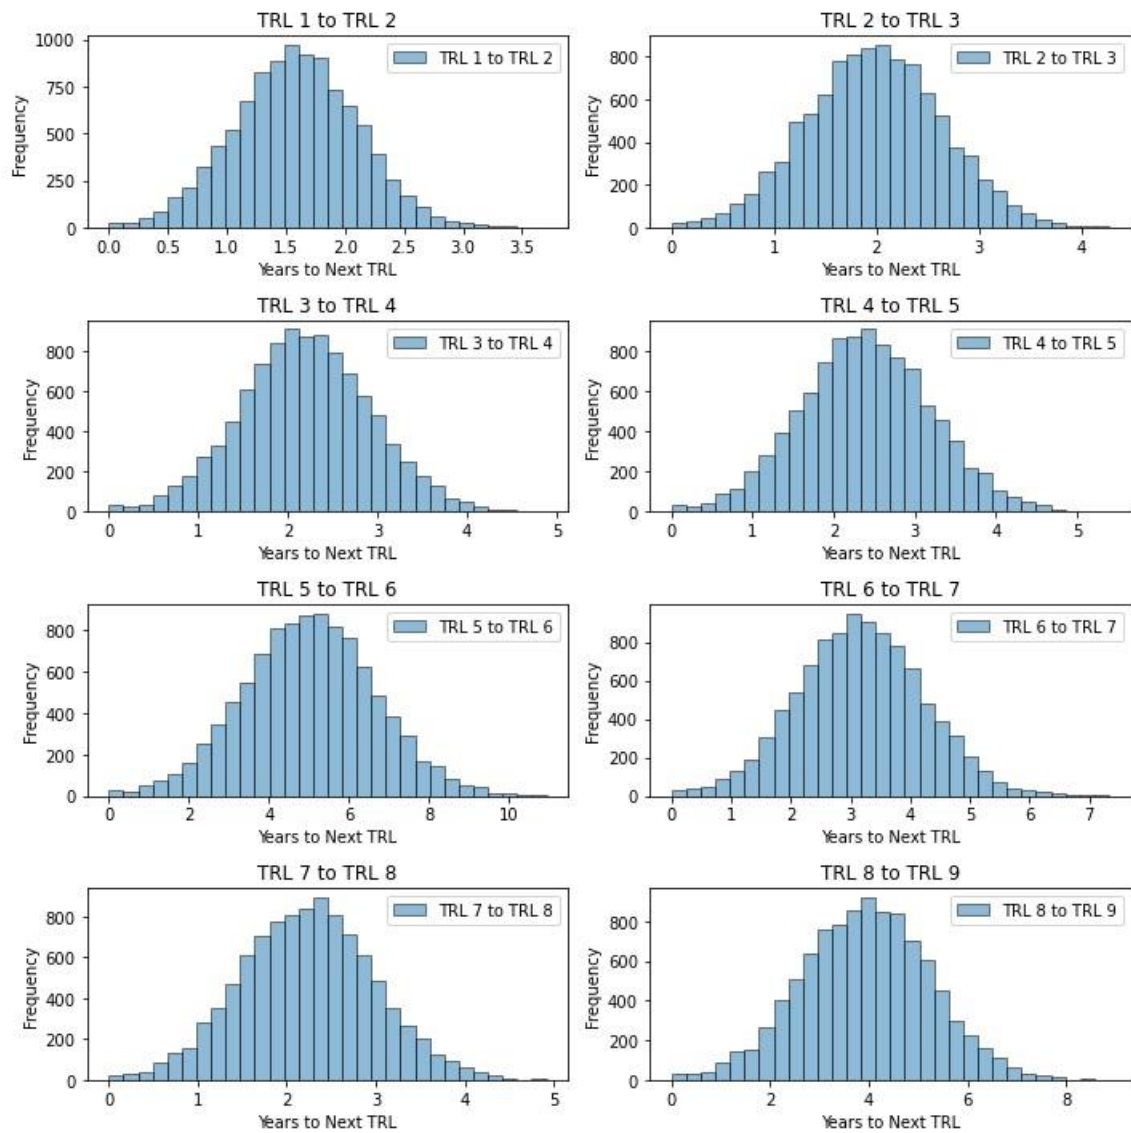 TRL 1 to TRL 2
1000
750
500
250
0
Frequency
TRL 1 to TRL 2
0.0 0.5 1.0 1.5 2.0 2.5 3.0 3.5
Years to Next TRL
TRL 2 to TRL 3
800
600
400
200
0
Frequency
TRL 2 to TRL 3
0 1 2 3 4
Years to Next TRL
TRL 3 to TRL 4
800
600
400
200
0
Frequency
TRL 3 to TRL 4
0 1 2 3 4 5
Years to Next TRL
TRL 4 to TRL 5
800
600
400
200
0
Frequency
TRL 4 to TRL 5
0 1 2 3 4 5
Years to Next TRL
TRL 5 to TRL 6
800
600
400
200
0
Frequency
TRL 5 to TRL 6
0 2 4 6 8 10
Years to Next TRL
TRL 6 to TRL 7
800
600
400
200
0
Frequency
TRL 6 to TRL 7
0 1 2 3 4 5 6 7
Years to Next TRL
TRL 7 to TRL 8
800
600
400
200
0
Frequency
TRL 7 to TRL 8
0 1 2 3 4 5
Years to Next TRL
TRL 8 to TRL 9
800
600
400
200
0
Frequency
TRL 8 to TRL 9
0 2 4 6 8
Years to Next TRL